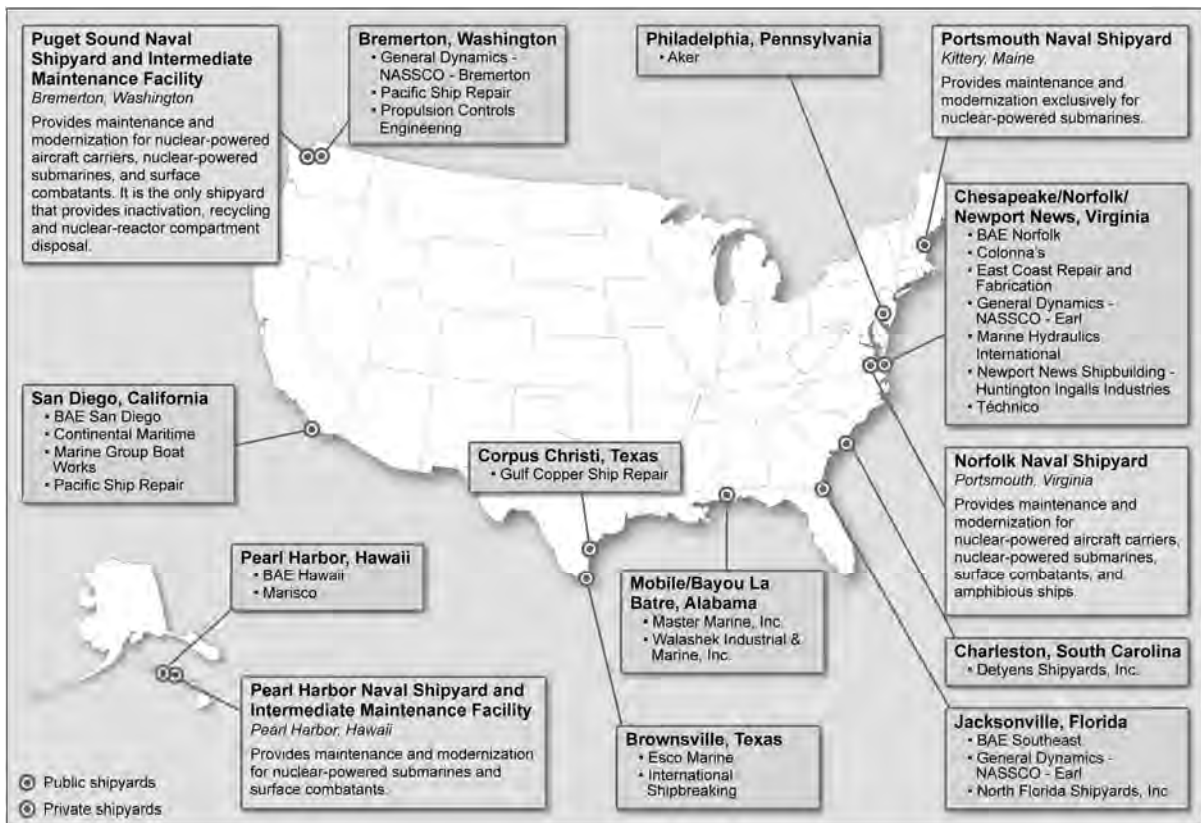 Puget Sound Naval
Shipyard and Intermediate
Maintenance Facility
Bremerton, Washington
Provides maintenance and
modernization for nuclear-powered
aircraft carriers, nuclear-powered
submarines, and surface
combatants. It is the only shipyard
that provides inactivation, recycling
and nuclear-reactor compartment
disposal.
Bremerton, Washington
• General Dynamics -
NASSCO - Bremerton
• Pacific Ship Repair
• Propulsion Controls
Engineering
Philadelphia, Pennsylvania
• Aker
Portsmouth Naval Shipyard
Kittery, Maine
Provides maintenance and
modernization exclusively for
nuclear-powered submarines.
Chesapeake/Norfolk/
Newport News, Virginia
• BAE Norfolk
• Colonna's
• East Coast Repair and
Fabrication
• General Dynamics -
NASSCO - Earl
• Marine Hydraulics
International
• Newport News Shipbuilding -
Huntington Ingalls Industries
• Téchnico
San Diego, California
• BAE San Diego
• Continental Maritime
• Marine Group Boat
Works
• Pacific Ship Repair
Corpus Christi, Texas
• Gulf Copper Ship Repair
Norfolk Naval Shipyard
Portsmouth, Virginia
Provides maintenance and
modernization for
nuclear-powered aircraft carriers,
nuclear-powered submarines,
surface combatants, and
amphibious ships.
Pearl Harbor, Hawaii
• BAE Hawaii
• Marisco
Mobile/Bayou La
Batre, Alabama
• Master Marine, Inc.
• Walashek Industrial &
Marine, Inc.
Charleston, South Carolina
• Detyens Shipyards, Inc.
Pearl Harbor Naval Shipyard and
Intermediate Maintenance Facility
Pearl Harbor, Hawaii
Provides maintenance and modernization
for nuclear-powered submarines and
surface combatants.
Brownsville, Texas
• Esco Marine
• International
Shipbreaking
Jacksonville, Florida
• BAE Southeast
• General Dynamics -
NASSCO - Earl
• North Florida Shipyards, Inc
Public shipyards
Private shipyards